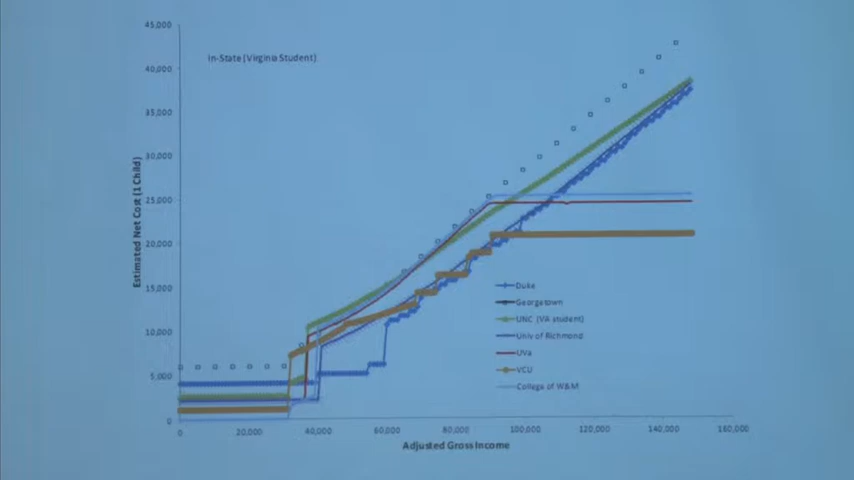 45,000
In-State (Virginia Student)
40,000
35,000
30,000
25,000
20,000
15,000
10,000
5,000
0
Estimated Net Cost (1 Child)
Duke
Georgetown
UNC (VA student)
Univ of Richmond
UVa
VCU
College of W&M
0 20,000 40,000 60,000 80,000 100,000 120,000 140,000 160,000
Adjusted Gross Income